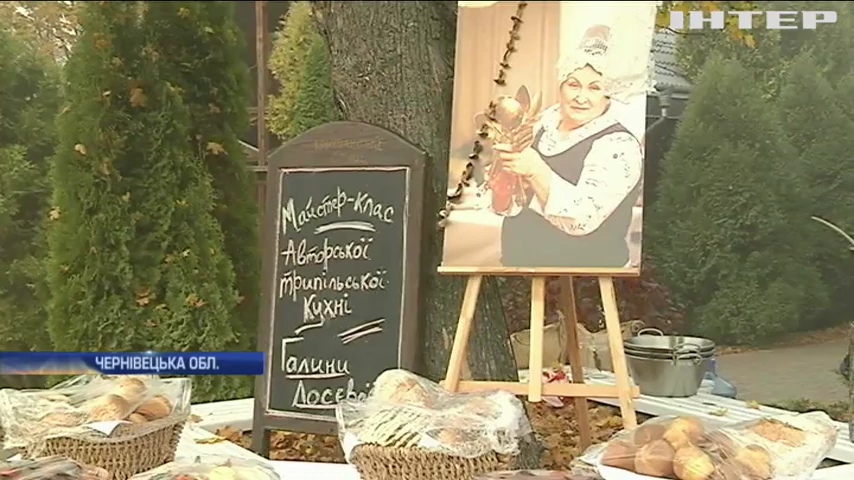 ІНТЕР
Майстер-клас
Авторської
трипільської
Кухні
Галини
Лосєвої
ЧЕРНІВЕЦЬКА ОБЛ.